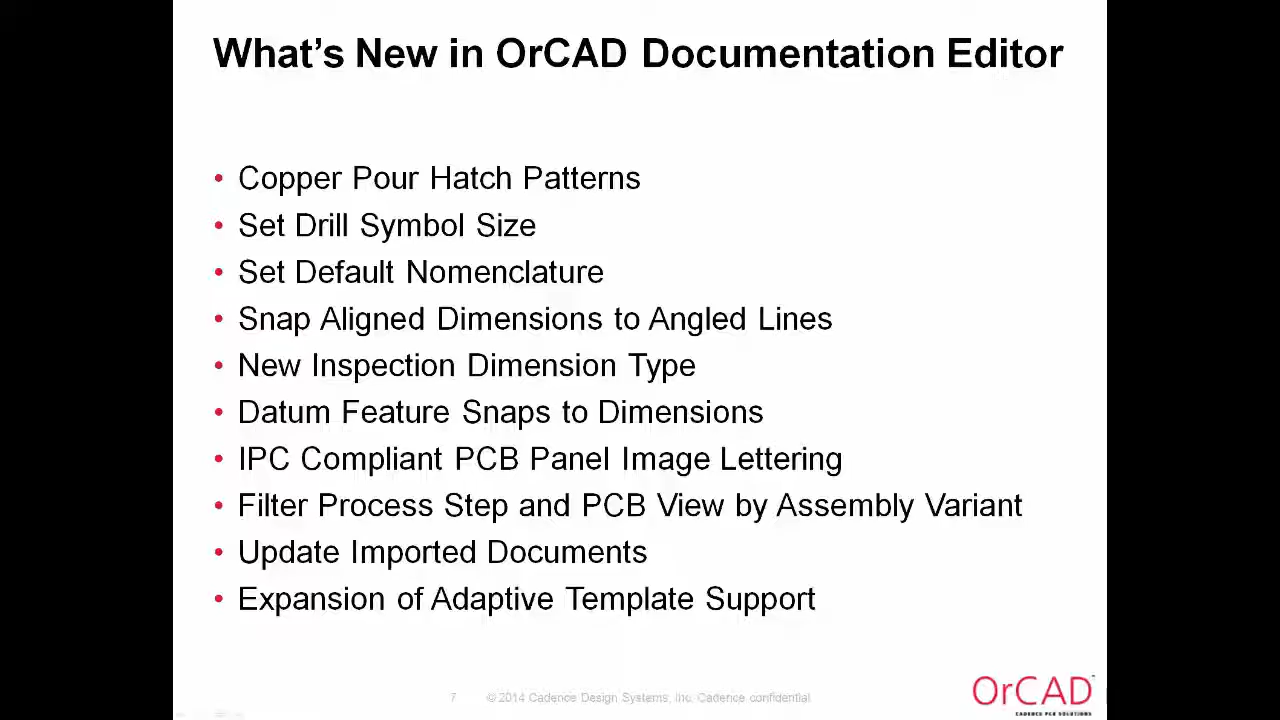 What's New in OrCAD Documentation Editor
• Copper Pour Hatch Patterns
• Set Drill Symbol Size
• Set Default Nomenclature
• Snap Aligned Dimensions to Angled Lines
• New Inspection Dimension Type
• Datum Feature Snaps to Dimensions
• IPC Compliant PCB Panel Image Lettering
• Filter Process Step and PCB View by Assembly Variant
• Update Imported Documents
• Expansion of Adaptive Template Support
7 © 2014 Cadence Design Systems, Inc. Cadence confidential
OrCAD
CADENCE PCB SOLUTIONS